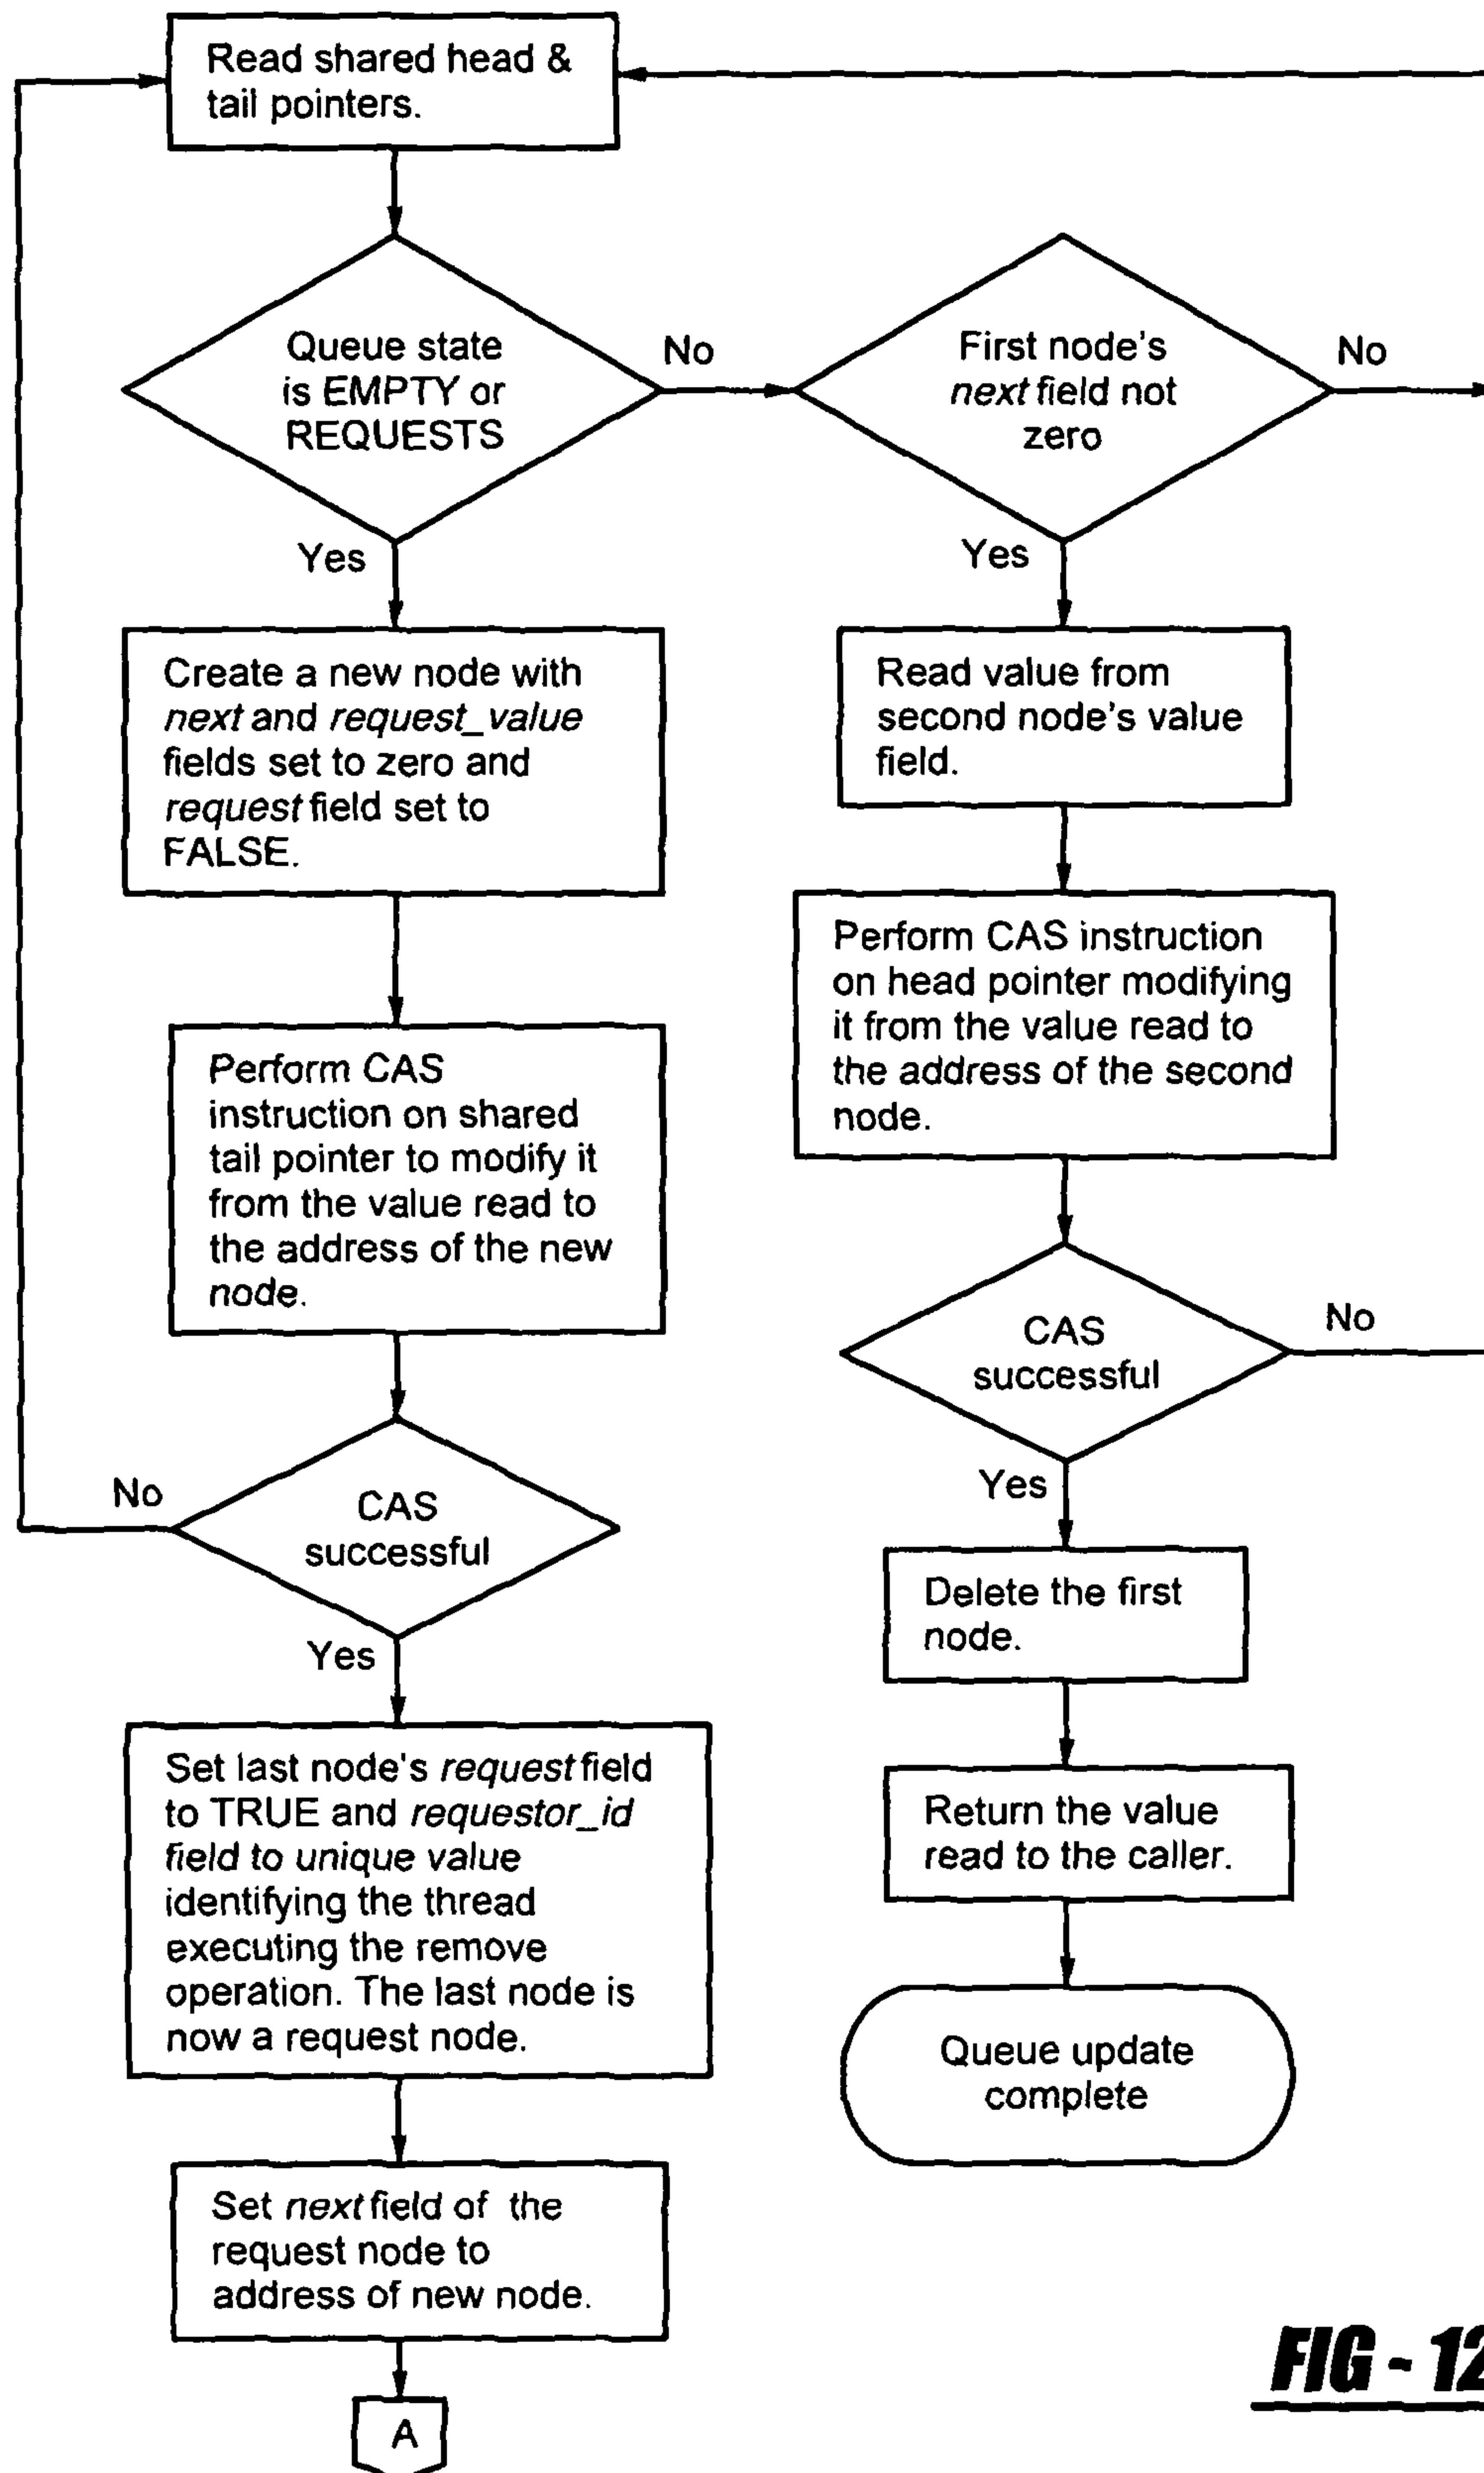 Read shared head &
tail pointers.
Queue state
is EMPTY or
REQUESTS
No
First node's
next field not
zero
No
Yes
Yes
Create a new node with
next and request_value
fields set to zero and
request field set to
FALSE.
Read value from
second node's value
field.
Perform CAS
instruction on shared
tail pointer to modify it
from the value read to
the address of the new
node.
Perform CAS instruction
on head pointer modifying
it from the value read to
the address of the second
node.
CAS
successful
No
Yes
CAS
successful
No
Yes
Set last node's request field
to TRUE and requestor_id
field to unique value
identifying the thread
executing the remove
operation. The last node is
now a request node.
Delete the first
node.
Return the value
read to the caller.
Queue update
complete
Set next field of the
request node to
address of new node.
A
FIG - 12